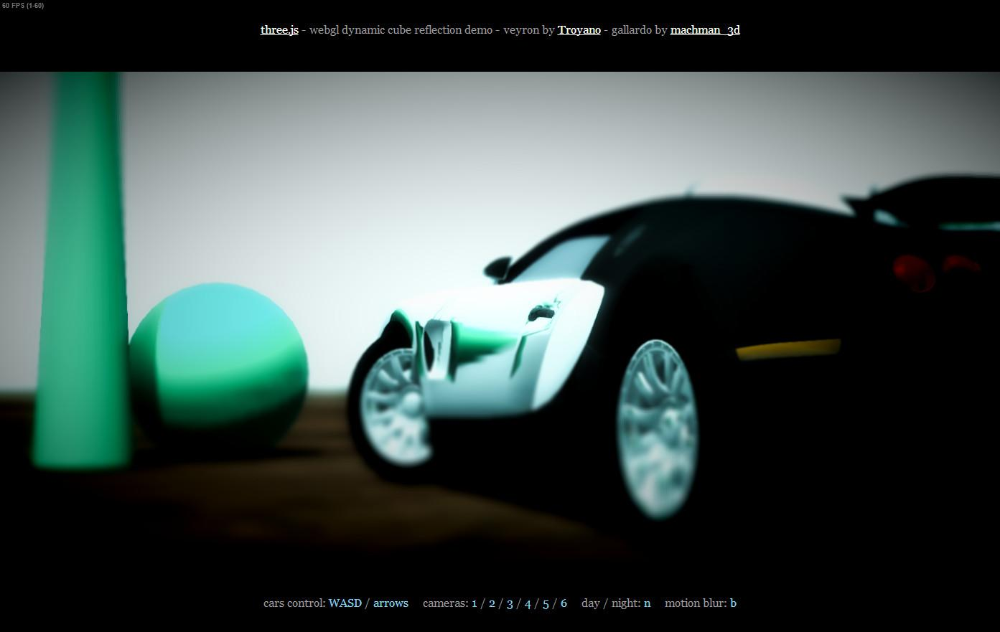 60 FPS (1-60)
three.js - webgl dynamic cube reflection demo - veyron by Troyano - gallardo by machman_3d
cars control: WASD / arrows cameras: 1 / 2 / 3 / 4 / 5 / 6 day / night: n motion blur: b